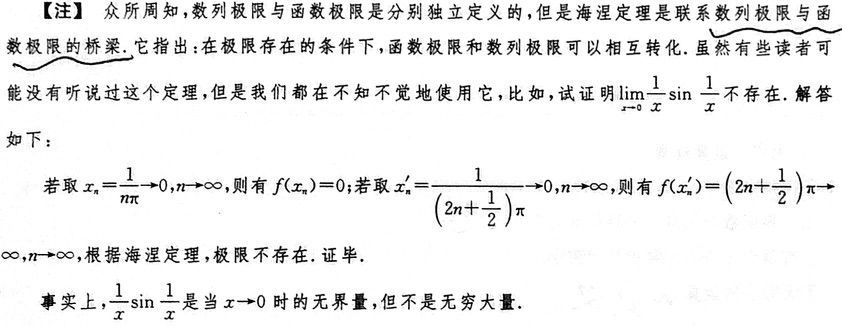 【注】 众所周知,数列极限与函数极限是分别独立定义的,但是海涅定理是联系数列极限与函
数极限的桥梁.它指出:在极限存在的条件下,函数极限和数列极限可以相互转化.虽然有些读者可
能没有听说过这个定理,但是我们都在不知不觉地使用它,比如,试证明$\lim_{x\to 0}\frac{1}{x}\sin\frac{1}{x}$不存在.解答
如下:
若取$x_n=\frac{1}{n\pi}\to 0,n\to\infty$,则有$f(x_n)=0$;若取$x_n'=\frac{1}{\left(2n+\frac{1}{2}\right)\pi}\to 0,n\to\infty$,则有$f(x_n')=\left(2n+\frac{1}{2}\right)\pi\to$
$\infty,n\to\infty$,根据海涅定理,极限不存在.证毕.
事实上,$\frac{1}{x}\sin\frac{1}{x}$是当$x\to 0$时的无界量,但不是无穷大量.